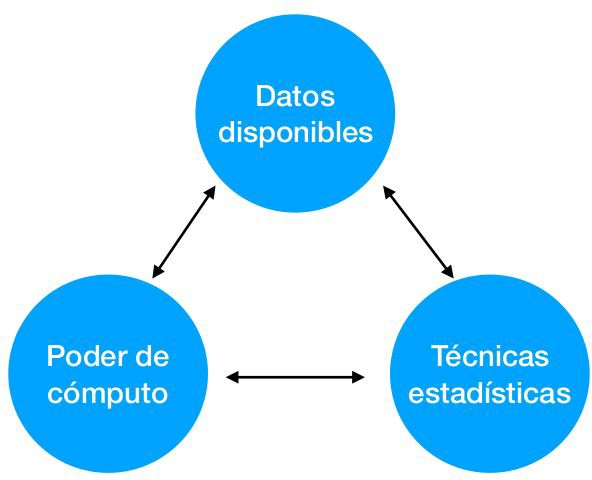 Datos
disponibles
Poder de
cómputo
Técnicas
estadísticas